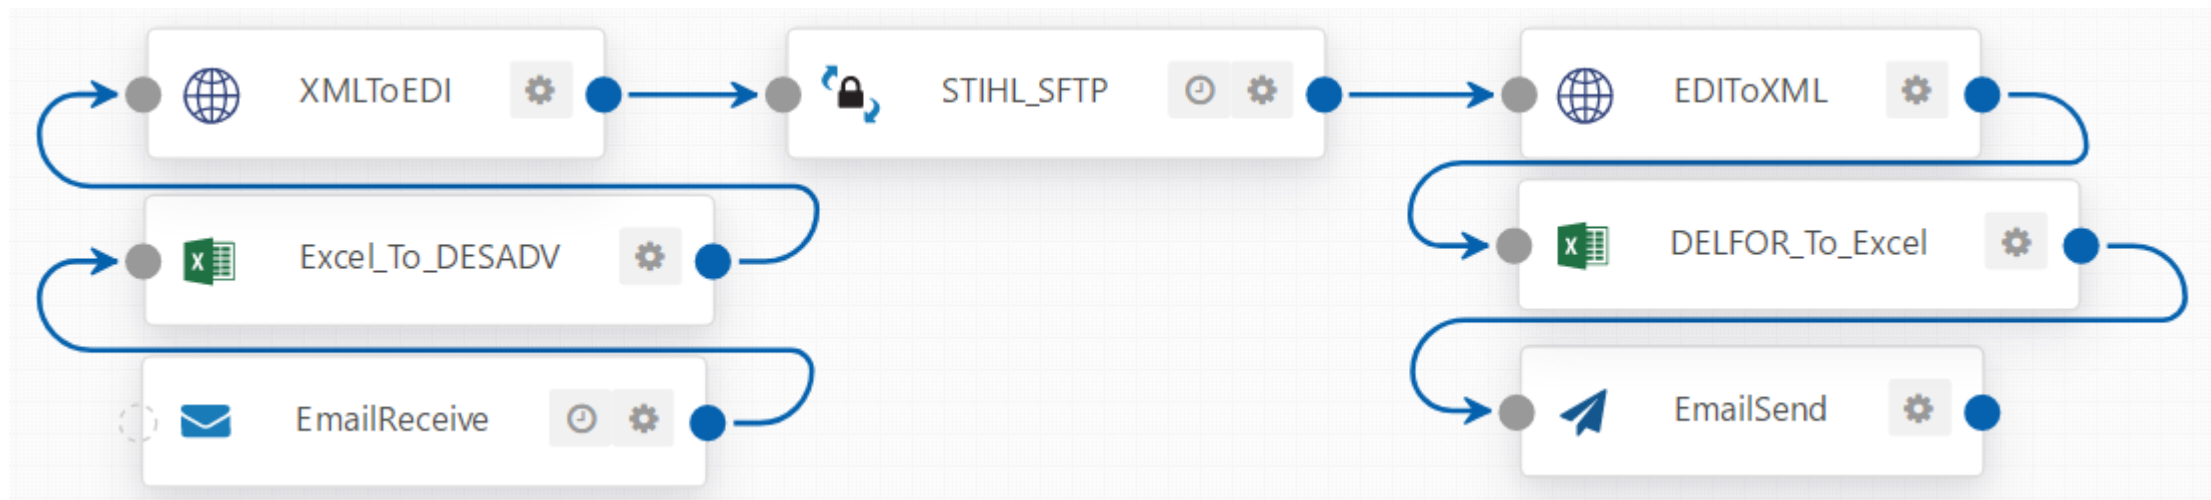 XMLToEDI
STIHL_SFTP
EDIToXML
Excel_To_DESADV
DELFOR_To_Excel
EmailReceive
EmailSend